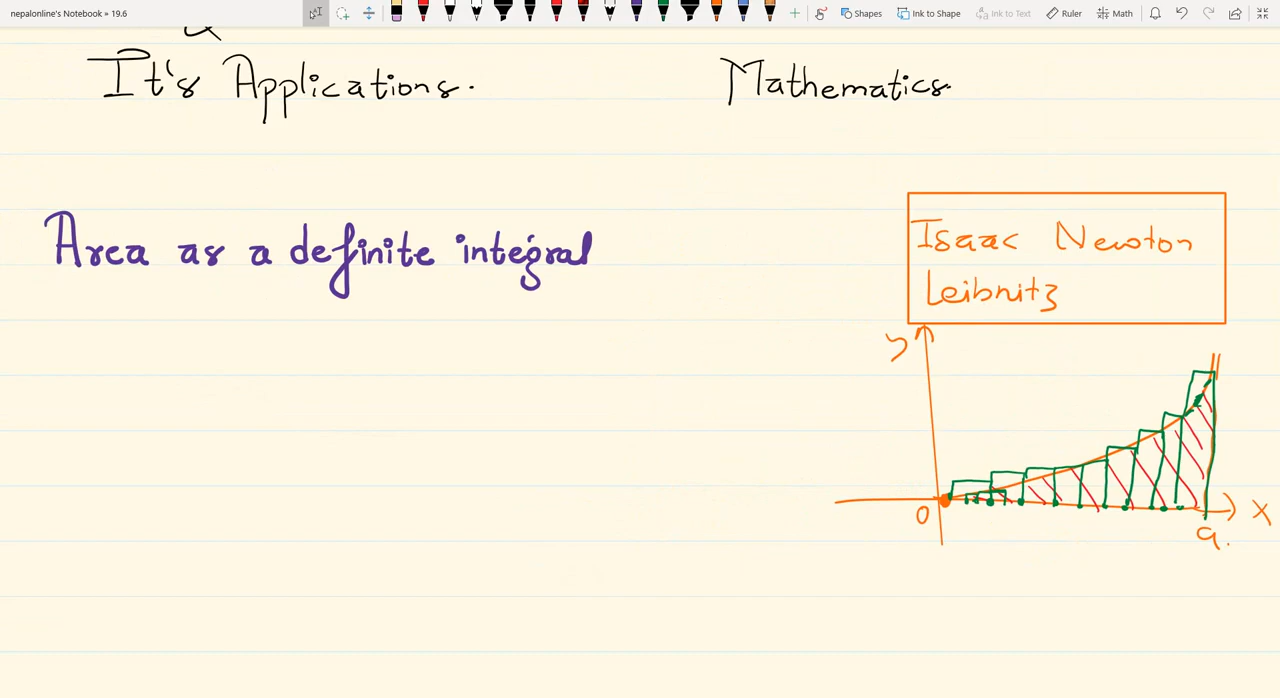 nepalonline's Notebook » 19.6
Shapes
Ink to Shape
Ink to Text
Ruler
Math
It's Applications.
Mathematics.
Area as a definite integral
Isaac Newton
Leibnitz
y
0
x
a.